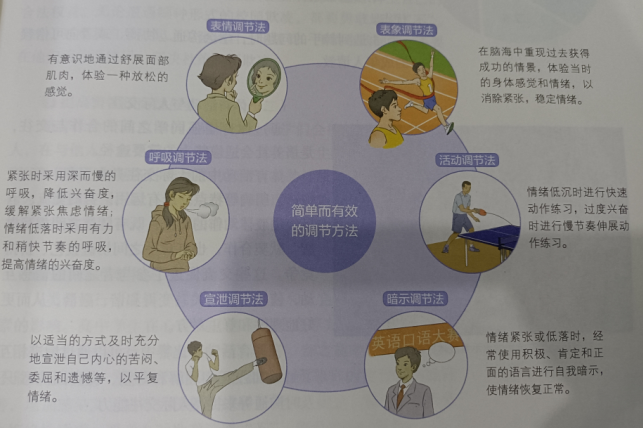 表情调节法
有意识地通过舒展面部
肌肉，体验一种放松的
感觉。
表象调节法
在脑海中重现过去获得
成功的情景，体验当时
的身体感觉和情绪，以
消除紧张，稳定情绪。
呼吸调节法
紧张时采用深而慢的
呼吸，降低兴奋度，
缓解紧张焦虑情绪；
情绪低落时采用有力
和稍快节奏的呼吸，
提高情绪的兴奋度。
简单而有效
的调节方法
活动调节法
情绪低沉时进行快速
动作练习，过度兴奋
时进行慢节奏伸展动
作练习。
宣泄调节法
以适当的方式及时充分
地宣泄自己内心的苦闷、
委屈和遗憾等，以平复
情绪。
暗示调节法
英语口语大赛
情绪紧张或低落时，经
常使用积极、肯定和正
面的语言进行自我暗示，
使情绪恢复正常。